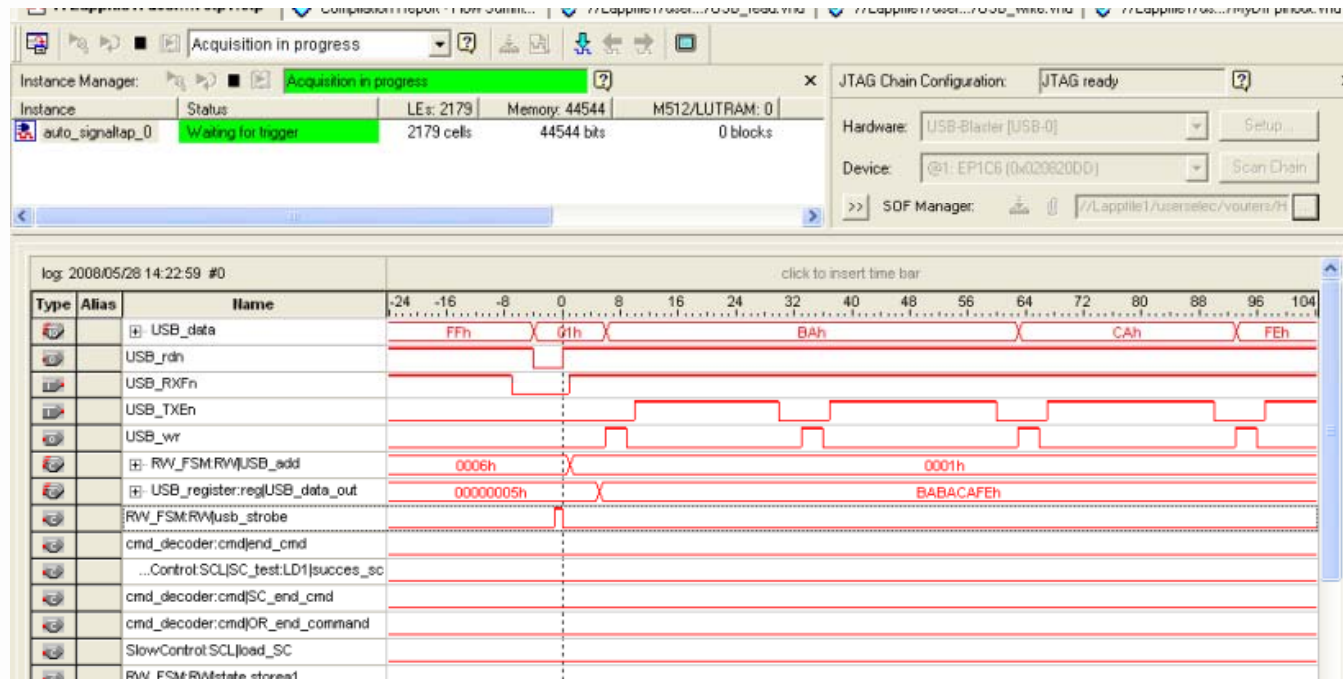 Acquisition in progress
Instance Manager: Acquisition in progress JTAG Chain Configuration: JTAG ready
Instance Status LEs: 2179 Memory: 44544 M512/LUTRAM: 0
auto_signaltap_0 Waiting for trigger 2179 cells 44544 bits 0 blocks
Hardware: USB-Blaster [USB-0] Setup...
Device: @1: EP1C6 (0x020820DD) Scan Chain
>> SOF Manager: //Lappfile1/userselec/vouters/H ...
log: 2008/05/28 14:22:59 #0 click to insert time bar
Type Alias Name -24 -16 -8 0 8 16 24 32 40 48 56 64 72 80 88 96 104
USB_data FFh 01h BAh CAh FEh
USB_rdn
USB_RXFn
USB_TXEn
USB_wr
RW_FSM:RW|USB_add 0006h 0001h
USB_register:reg|USB_data_out 00000005h BABACAFEh
RW_FSM:RW|usb_strobe
cmd_decoder:cmd|end_cmd
...Control:SCL|SC_test:LD1|succes_sc
cmd_decoder:cmd|SC_end_cmd
cmd_decoder:cmd|OR_end_command
SlowControl:SCL|load_SC